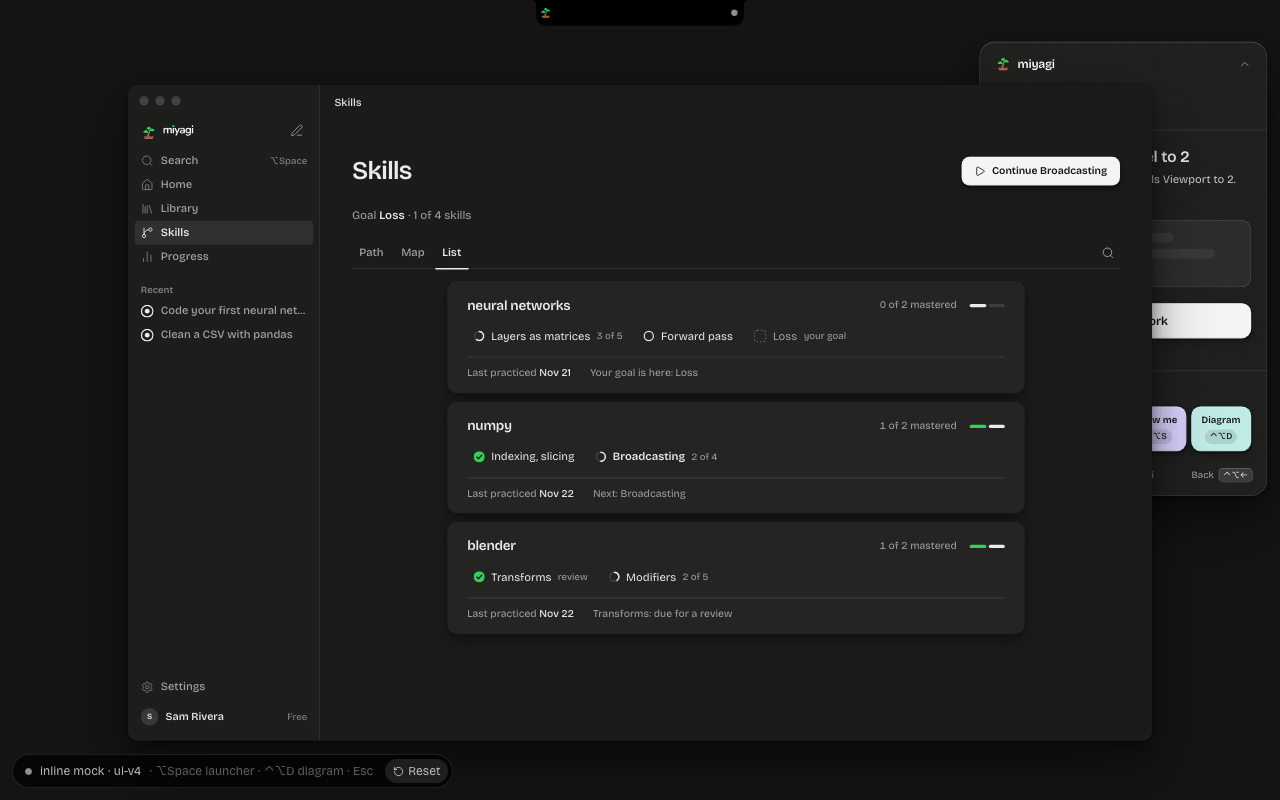 miyagi
Skills
miyagi
Search ⌥Space
Home
Library
Skills
Progress
Recent
Code your first neural net...
Clean a CSV with pandas
Settings
S Sam Rivera Free
Skills
Continue Broadcasting
Goal Loss · 1 of 4 skills
Path Map List
neural networks 0 of 2 mastered
Layers as matrices 3 of 5 Forward pass Loss your goal
Last practiced Nov 21 Your goal is here: Loss
numpy 1 of 2 mastered
Indexing, slicing Broadcasting 2 of 4
Last practiced Nov 22 Next: Broadcasting
blender 1 of 2 mastered
Transforms review Modifiers 2 of 5
Last practiced Nov 22 Transforms: due for a review
to 2
Viewport to 2.
me Diagram
⌃⌥D
Back ⌃⌥←
Inline mock · ui-v4 · ⌥Space launcher · ⌃⌥D diagram · Esc Reset